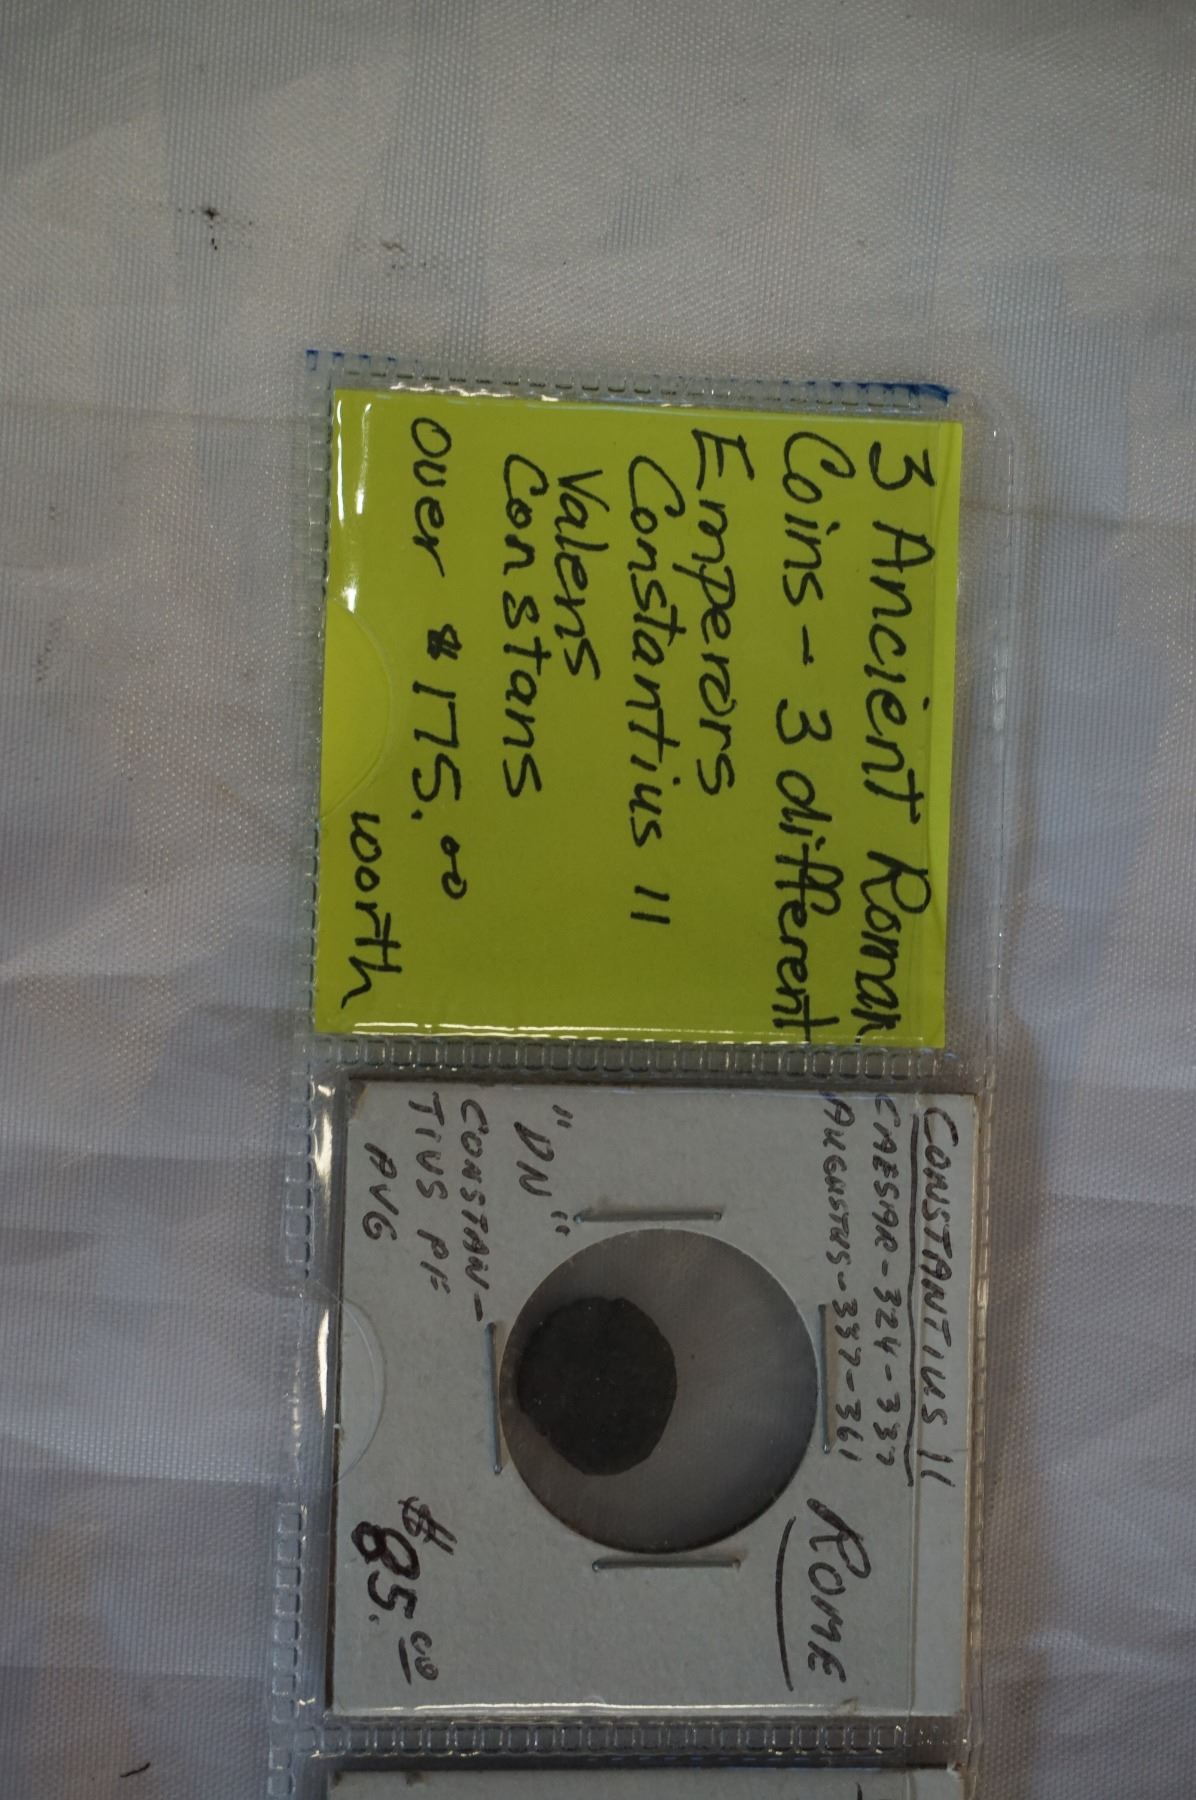 3 Ancient Roman
Coins - 3 different
Emperors
Constantius II
Valens
Constans
over $175.00
worth
CONSTANTIUS II
CAESAR - 324 - 337
AUGUSTUS - 337 - 361
ROME
"DN"
CONSTAN-
TIVS PF
AVG
$85.00